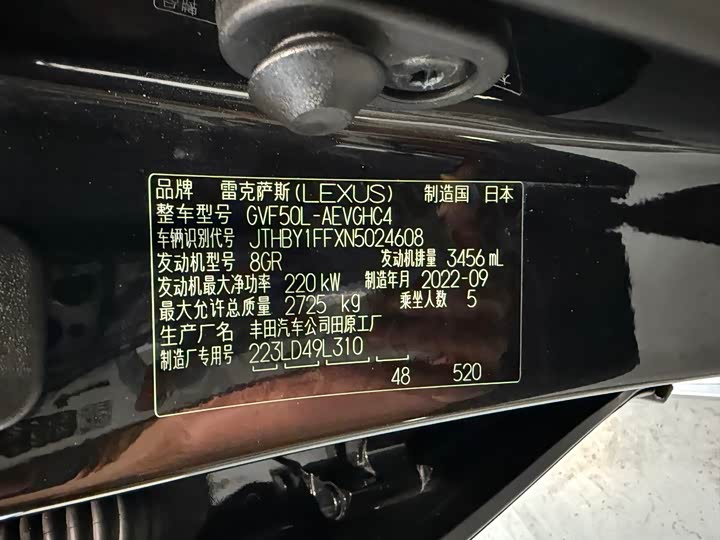 品牌 雷克萨斯(LEXUS) 制造国 日本
整车型号 GVF50L-AEVGHC4
车辆识别代号 JTHBY1FFXN5024608
发动机型号 8GR 发动机排量 3456 mL
发动机最大净功率 220 kW 制造年月 2022-09
最大允许总质量 2725 kg 乘坐人数 5
生产厂名 丰田汽车公司田原工厂
制造厂专用号 223LD49L310
48 520